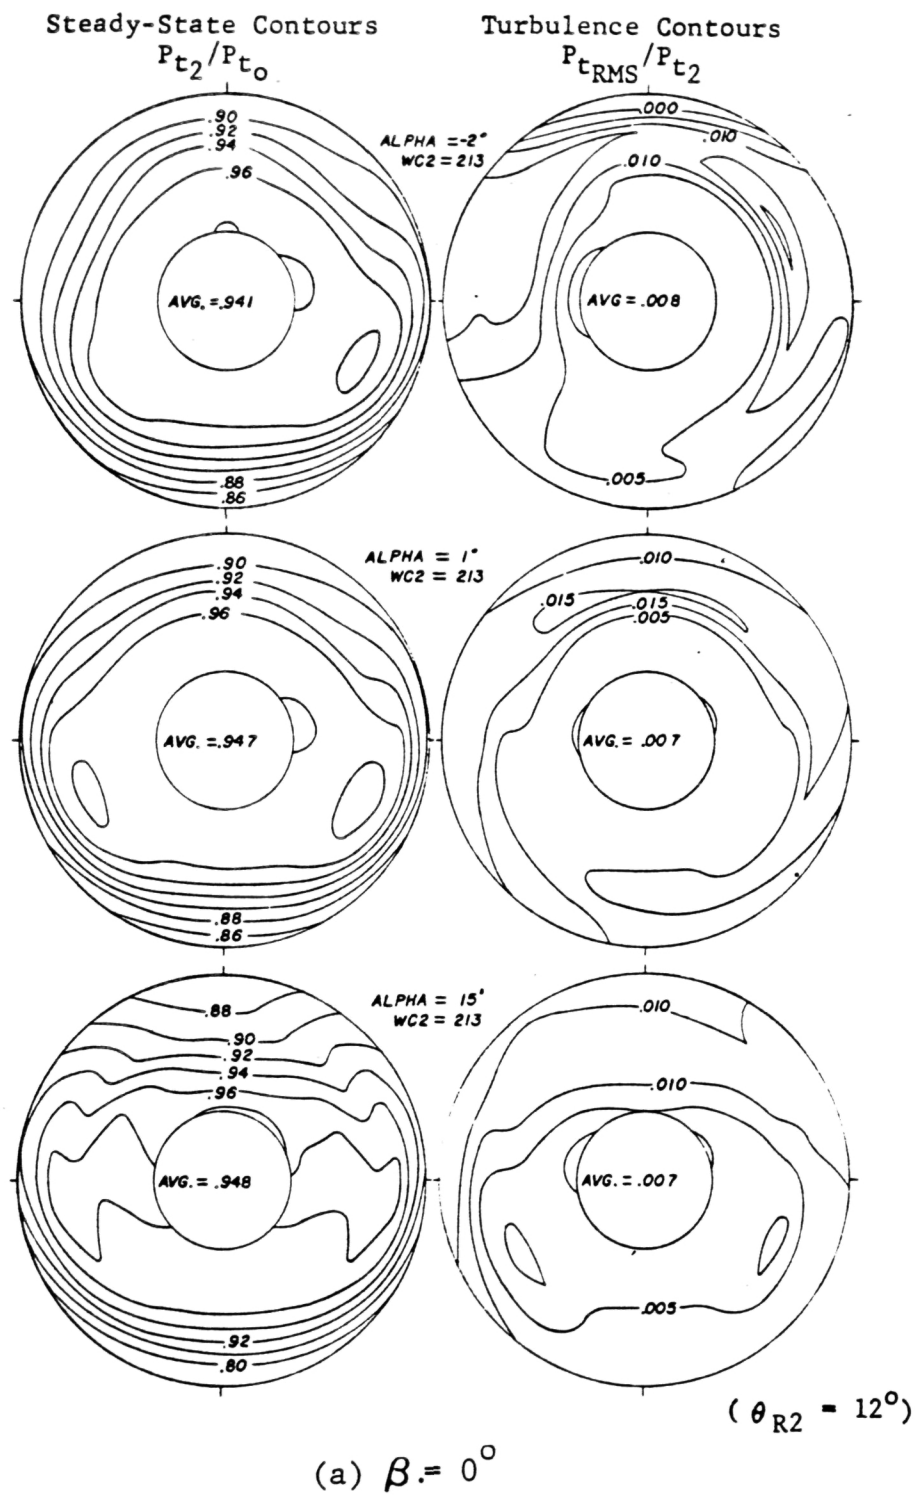 Steady-State Contours
Pt2/Pto
Turbulence Contours
PtRMS/Pt2
.90
.92
.94
.96
AVG. = .941
.88
.86
ALPHA = -2°
WC2 = 213
.000
.010
.010
AVG = .008
.005
.90
.92
.94
.96
AVG. = .947
.88
.86
ALPHA = 1°
WC2 = 213
.010
.015
.015
.005
AVG. = .007
.88
.90
.92
.94
.96
AVG. = .948
.92
.80
ALPHA = 15°
WC2 = 213
.010
.010
AVG. = .007
.005
(θR2 = 12°)
(a) β.= 0°